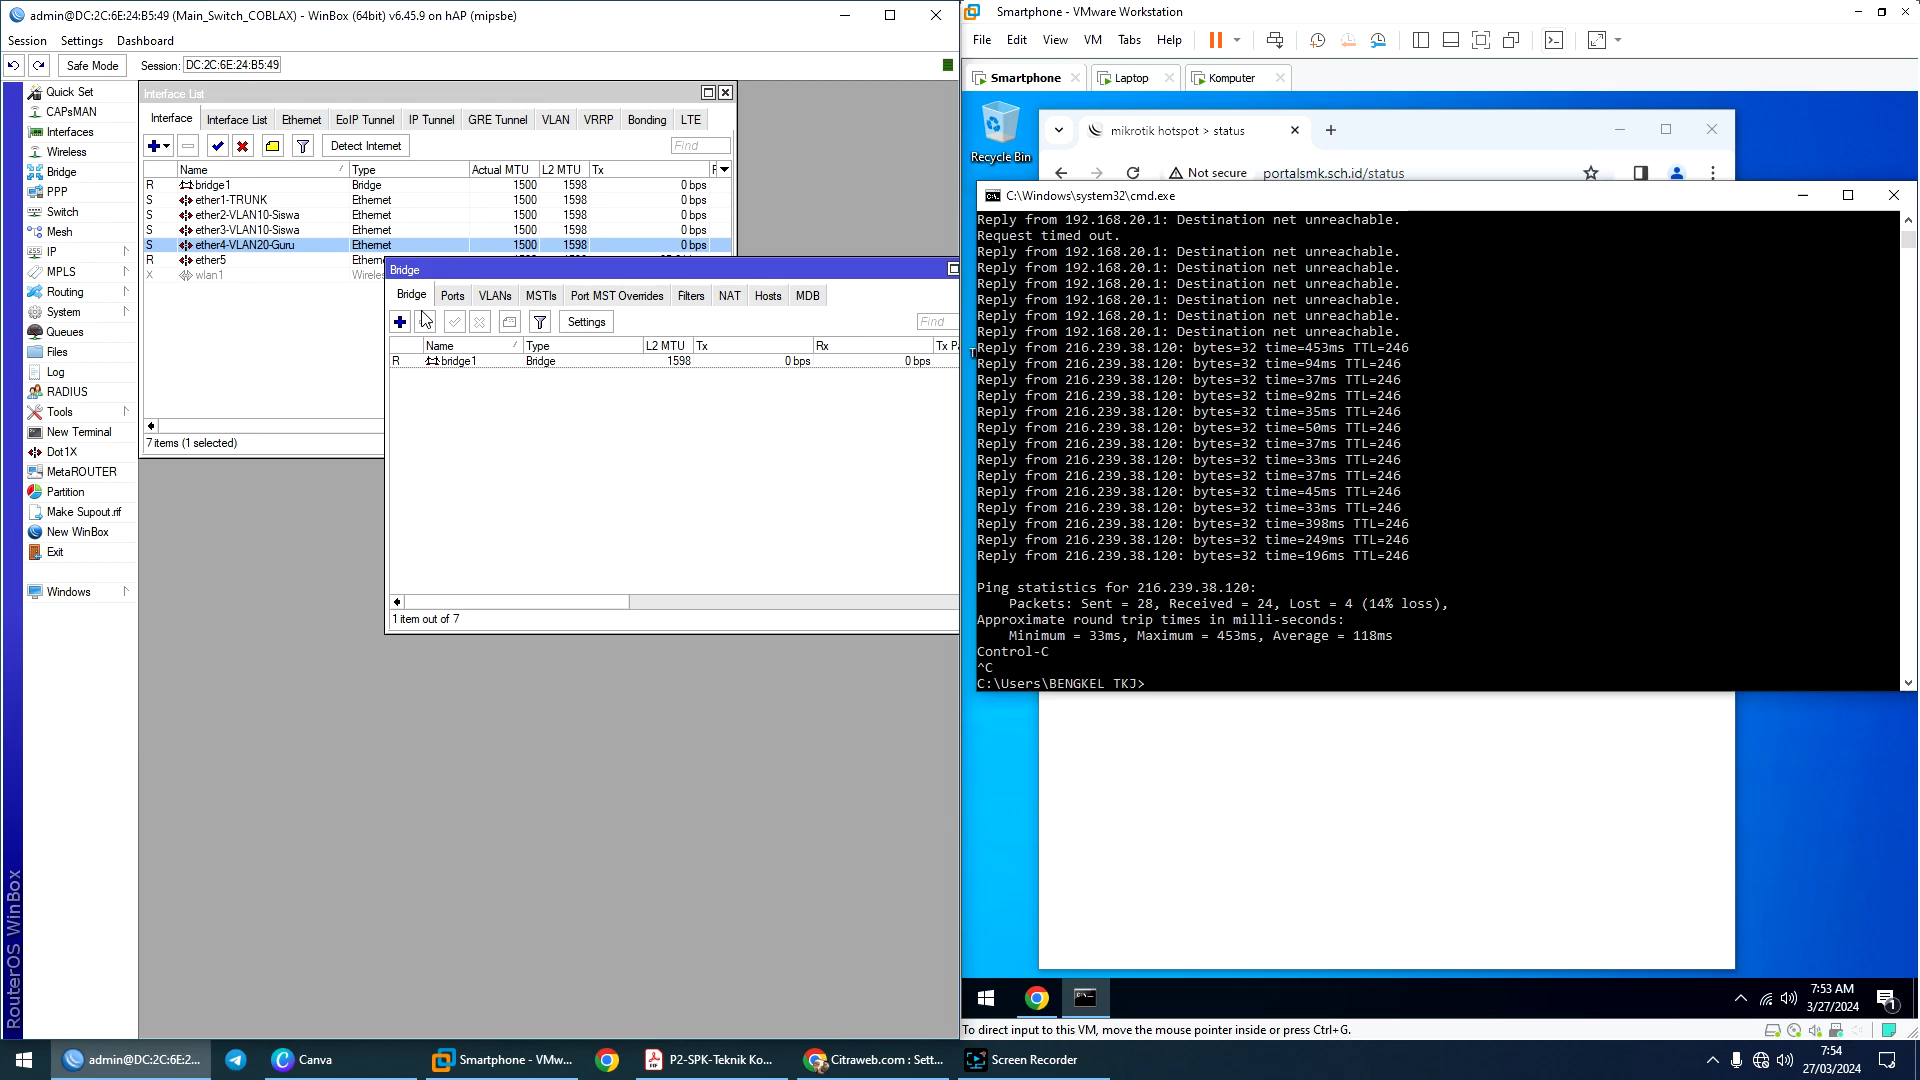 admin@DC:2C:6E:24:B5:49 (Main_Switch_COBLAX) - WinBox (64bit) v6.45.9 on hAP (mipsbe)
Session Settings Dashboard
Safe Mode Session: DC:2C:6E:24:B5:49
Quick Set
CAPsMAN
Interfaces
Wireless
Bridge
PPP
Switch
Mesh
IP
MPLS
Routing
System
Queues
Files
Log
RADIUS
Tools
New Terminal
Dot1X
MetaROUTER
Partition
Make Supout.rif
New WinBox
Exit
Windows
RouterOS WinBox
Interface List
Interface Interface List Ethernet EoIP Tunnel IP Tunnel GRE Tunnel VLAN VRRP Bonding LTE
Detect Internet Find
Name Type Actual MTU L2 MTU Tx
R bridge1 Bridge 1500 1598 0 bps
S ether1-TRUNK Ethernet 1500 1598 0 bps
S ether2-VLAN10-Siswa Ethernet 1500 1598 0 bps
S ether3-VLAN10-Siswa Ethernet 1500 1598 0 bps
S ether4-VLAN20-Guru Ethernet 1500 1598 0 bps
R ether5
X wlan1
7 items (1 selected)
Bridge
Bridge Ports VLANs MSTIs Port MST Overrides Filters NAT Hosts MDB
Settings Find
Name Type L2 MTU Tx Rx
R bridge1 Bridge 1598 0 bps 0 bps
1 item out of 7
Smartphone - VMware Workstation
File Edit View VM Tabs Help
Smartphone Laptop Komputer
Recycle Bin
mikrotik hotspot > status
Not secure portalsmk.sch.id/status
C:\Windows\system32\cmd.exe
Reply from 192.168.20.1: Destination net unreachable.
Request timed out.
Reply from 192.168.20.1: Destination net unreachable.
Reply from 192.168.20.1: Destination net unreachable.
Reply from 192.168.20.1: Destination net unreachable.
Reply from 192.168.20.1: Destination net unreachable.
Reply from 192.168.20.1: Destination net unreachable.
Reply from 192.168.20.1: Destination net unreachable.
Reply from 216.239.38.120: bytes=32 time=453ms TTL=246
Reply from 216.239.38.120: bytes=32 time=94ms TTL=246
Reply from 216.239.38.120: bytes=32 time=37ms TTL=246
Reply from 216.239.38.120: bytes=32 time=92ms TTL=246
Reply from 216.239.38.120: bytes=32 time=35ms TTL=246
Reply from 216.239.38.120: bytes=32 time=50ms TTL=246
Reply from 216.239.38.120: bytes=32 time=37ms TTL=246
Reply from 216.239.38.120: bytes=32 time=33ms TTL=246
Reply from 216.239.38.120: bytes=32 time=37ms TTL=246
Reply from 216.239.38.120: bytes=32 time=45ms TTL=246
Reply from 216.239.38.120: bytes=32 time=33ms TTL=246
Reply from 216.239.38.120: bytes=32 time=398ms TTL=246
Reply from 216.239.38.120: bytes=32 time=249ms TTL=246
Reply from 216.239.38.120: bytes=32 time=196ms TTL=246
Ping statistics for 216.239.38.120:
Packets: Sent = 28, Received = 24, Lost = 4 (14% loss),
Approximate round trip times in milli-seconds:
Minimum = 33ms, Maximum = 453ms, Average = 118ms
Control-C
^C
C:\Users\BENGKEL TKJ>
7:53 AM
3/27/2024
To direct input to this VM, move the mouse pointer inside or press Ctrl+G.
admin@DC:2C:6E:2... Canva Smartphone - VMw... P2-SPK-Teknik Ko... Citraweb.com : Sett... Screen Recorder
7:54
27/03/2024